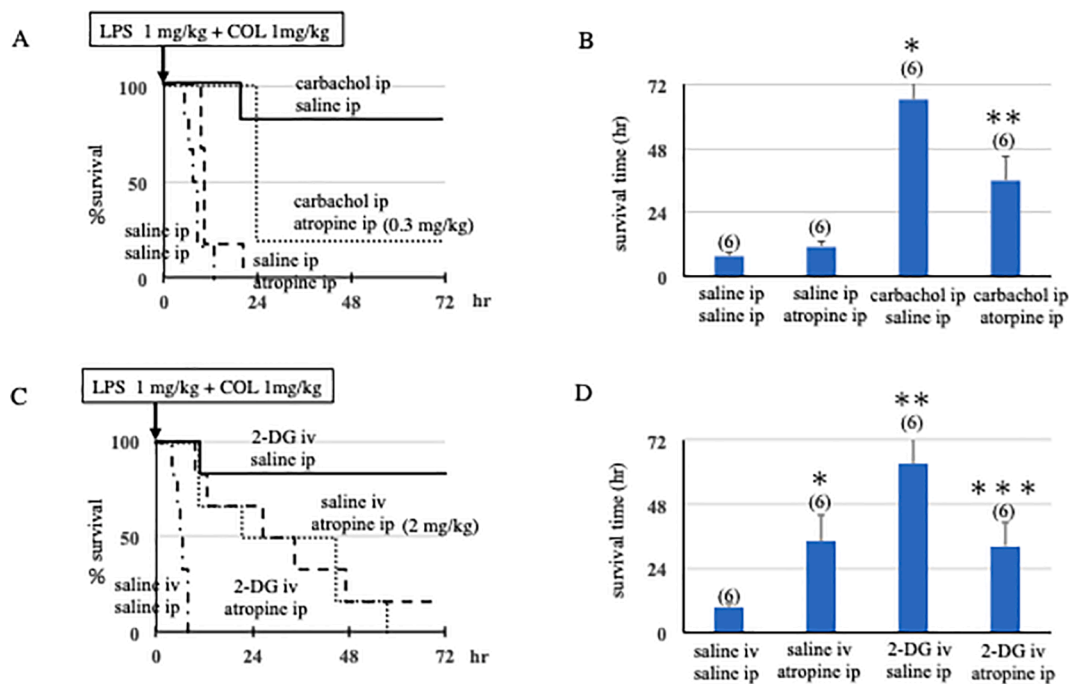 A
LPS 1 mg/kg + COL 1mg/kg
100
50
0
% survival
carbachol ip
saline ip
carbachol ip
atropine ip (0.3 mg/kg)
saline ip
saline ip
saline ip
atropine ip
0 24 48 72 hr
B
survival time (hr)
72
48
24
0
(6)
(6)
*
(6)
**
(6)
saline ip saline ip carbachol ip carbachol ip
saline ip atropine ip saline ip atorpine ip
C
LPS 1 mg/kg + COL 1mg/kg
100
50
0
% survival
2-DG iv
saline ip
saline iv
atropine ip (2 mg/kg)
saline iv
saline ip
2-DG iv
atropine ip
0 24 48 72 hr
D
survival time (hr)
72
48
24
0
(6)
*
(6)
**
(6)
***
(6)
saline iv saline iv 2-DG iv 2-DG iv
saline ip atropine ip saline ip atropine ip